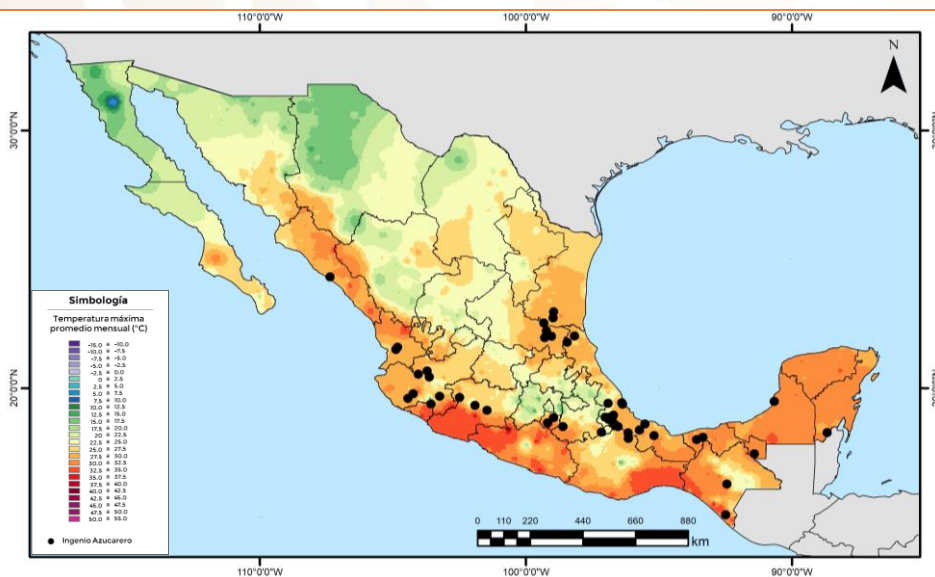 110°0'0"W 100°0'0"W 90°0'0"W
N
30°0'0"N
20°0'0"N
Simbología
Temperatura máxima
promedio mensual (°C)
-15.0 a -10.0
-10.0 a -7.5
-7.5 a -5.0
-5.0 a -2.5
-2.5 a 0.0
0 a 2.5
2.5 a 5.0
5.0 a 7.5
7.5 a 10.0
10.0 a 12.5
12.5 a 15.0
15.0 a 17.5
17.5 a 20.0
20 a 22.5
22.5 a 25.0
25.0 a 27.5
27.5 a 30.0
30.0 a 32.5
32.5 a 35.0
35.0 a 37.5
37.5 a 40.0
40.0 a 42.5
42.5 a 45.0
45.0 a 47.5
47.5 a 50.0
50.0 a 55.0
Ingenio Azucarero
0 110 220 440 660 880
km
110°0'0"W 100°0'0"W 90°0'0"W